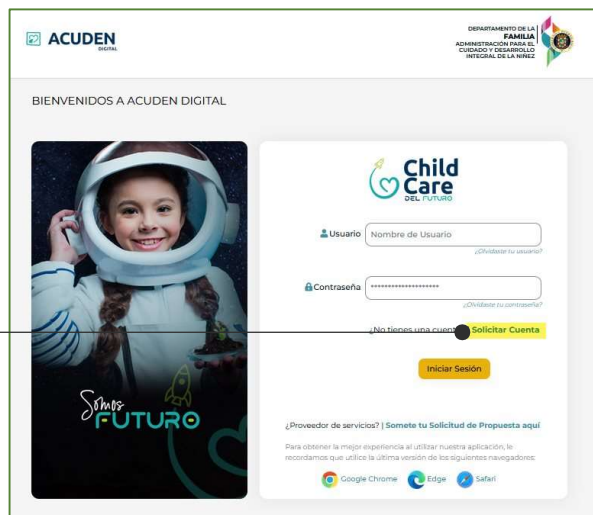 ACUDEN
DIGITAL
DEPARTAMENTO DE LA
FAMILIA
ADMINISTRACIÓN PARA EL
CUIDADO Y DESARROLLO
INTEGRAL DE LA NIÑEZ
BIENVENIDOS A ACUDEN DIGITAL
Somos
FUTURO
Child
Care
DEL FUTURO
Usuario
Nombre de Usuario
¿Olvidaste tu usuario?
Contraseña
********************
¿Olvidaste tu contraseña?
¿No tienes una cuenta Solicitar Cuenta
Iniciar Sesión
¿Proveedor de servicios? | Somete tu Solicitud de Propuesta aquí
Para obtener la mejor experiencia al utilizar nuestra aplicación, le
recordamos que utilice la última versión de los siguientes navegadores:
Google Chrome Edge Safari